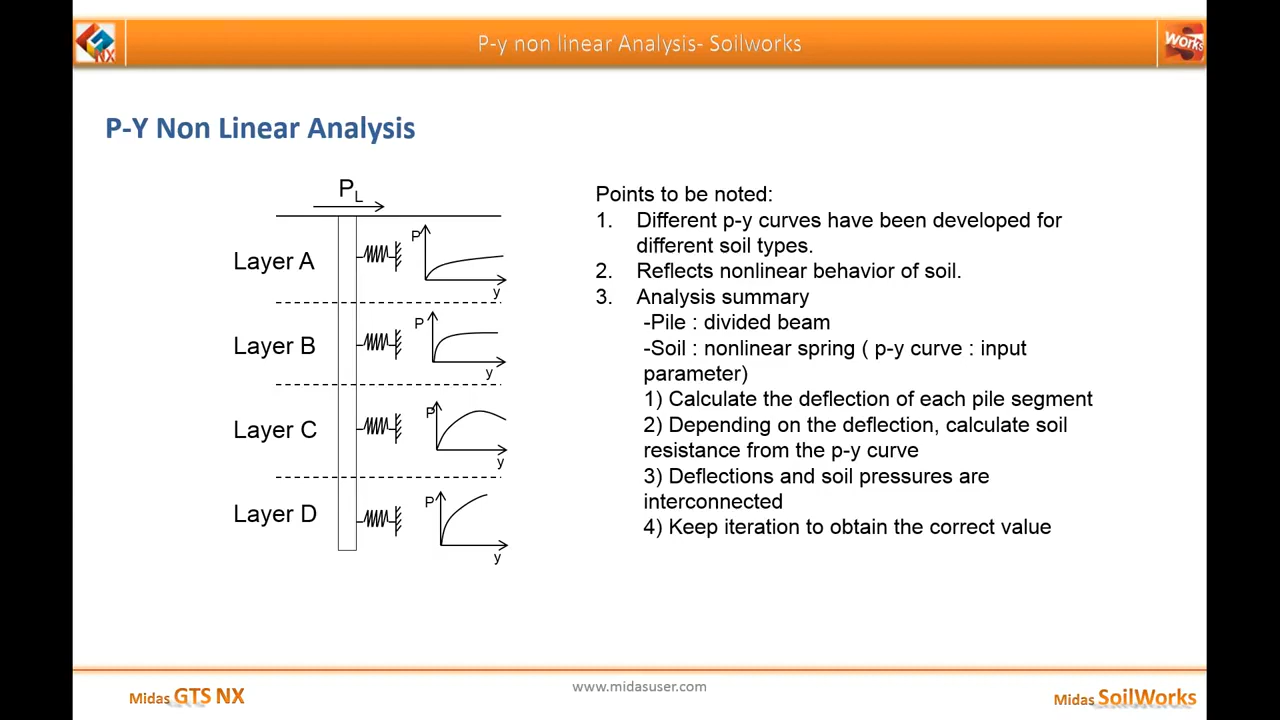 P-y non linear Analysis- Soilworks
NX
Works
P-Y Non Linear Analysis
PL
Layer A
P
y
Layer B
P
y
Layer C
P
y
Layer D
P
y
Points to be noted:
1. Different p-y curves have been developed for
different soil types.
2. Reflects nonlinear behavior of soil.
3. Analysis summary
-Pile : divided beam
-Soil : nonlinear spring ( p-y curve : input
parameter)
1) Calculate the deflection of each pile segment
2) Depending on the deflection, calculate soil
resistance from the p-y curve
3) Deflections and soil pressures are
interconnected
4) Keep iteration to obtain the correct value
Midas GTS NX
www.midasuser.com
Midas SoilWorks